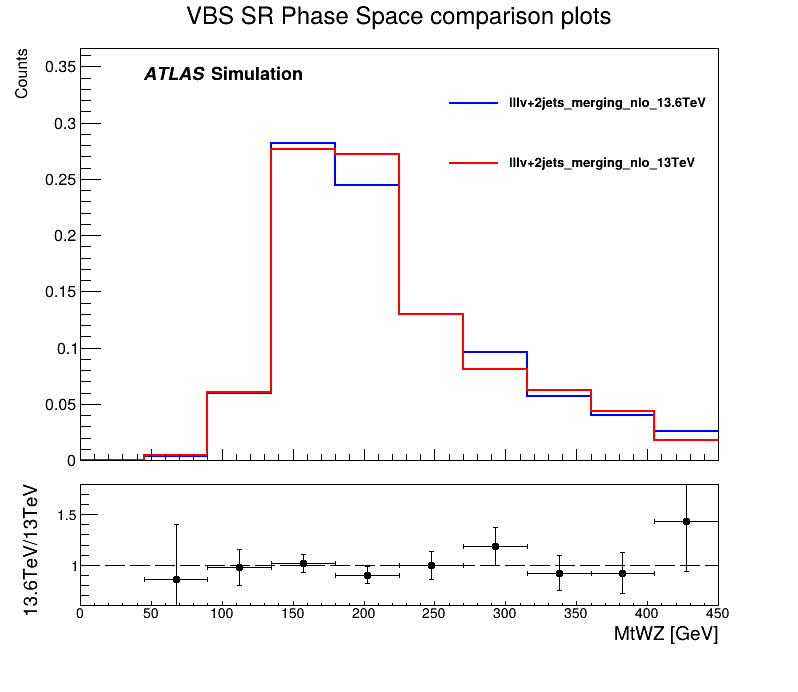 VBS SR Phase Space comparison plots
Counts
ATLAS Simulation
lllv+2jets_merging_nlo_13.6TeV
lllv+2jets_merging_nlo_13TeV
0.35
0.3
0.25
0.2
0.15
0.1
0.05
0
13.6TeV/13TeV
1.5
1
0 50 100 150 200 250 300 350 400 450
MtWZ [GeV]